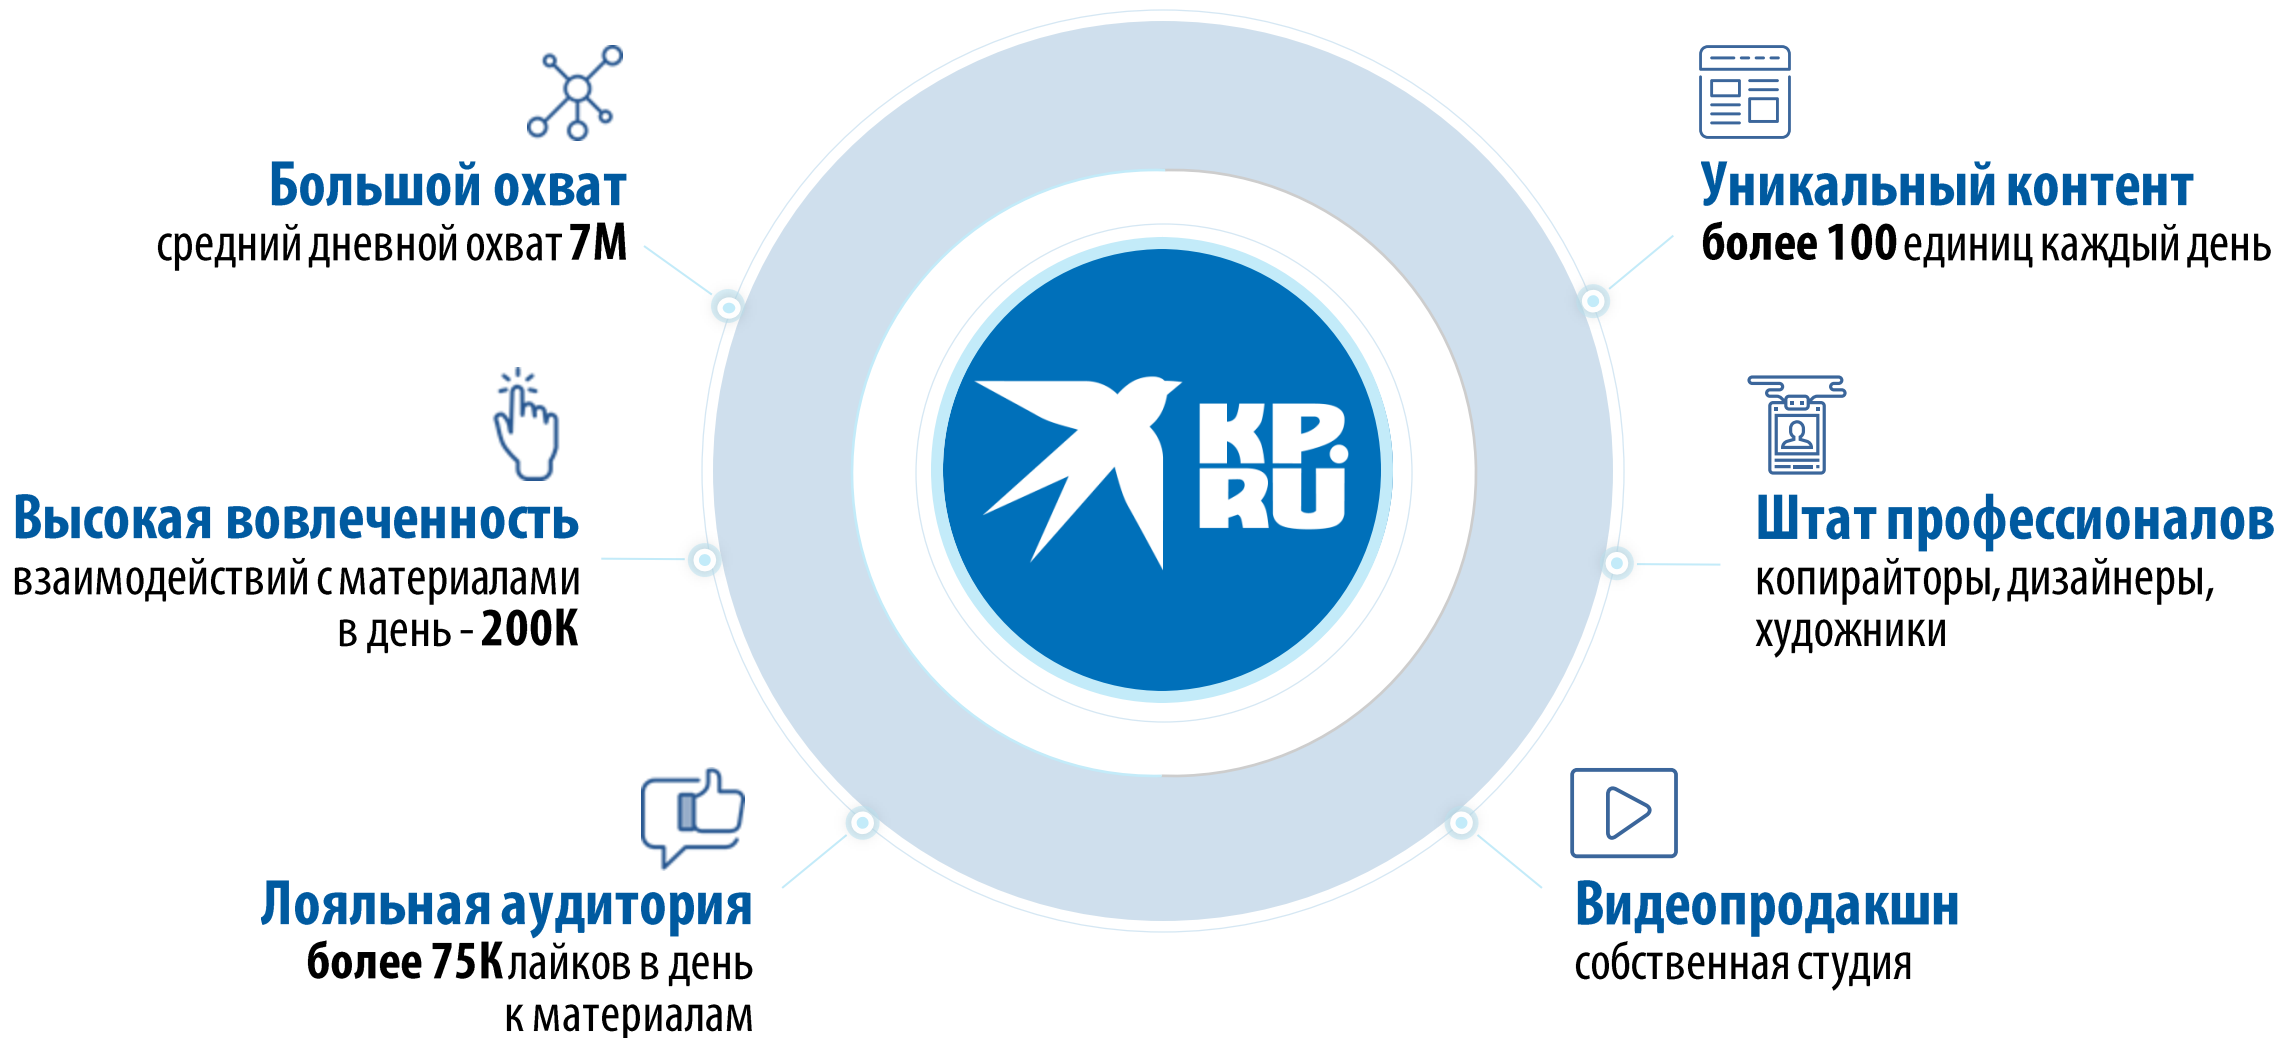 Большой охват
средний дневной охват 7М
Высокая вовлеченность
взаимодействий с материалами
в день - 200К
Лояльная аудитория
более 75К лайков в день
к материалам
KP.
RU
Уникальный контент
более 100 единиц каждый день
Штат профессионалов
копирайторы, дизайнеры,
художники
Видеопродакшн
собственная студия